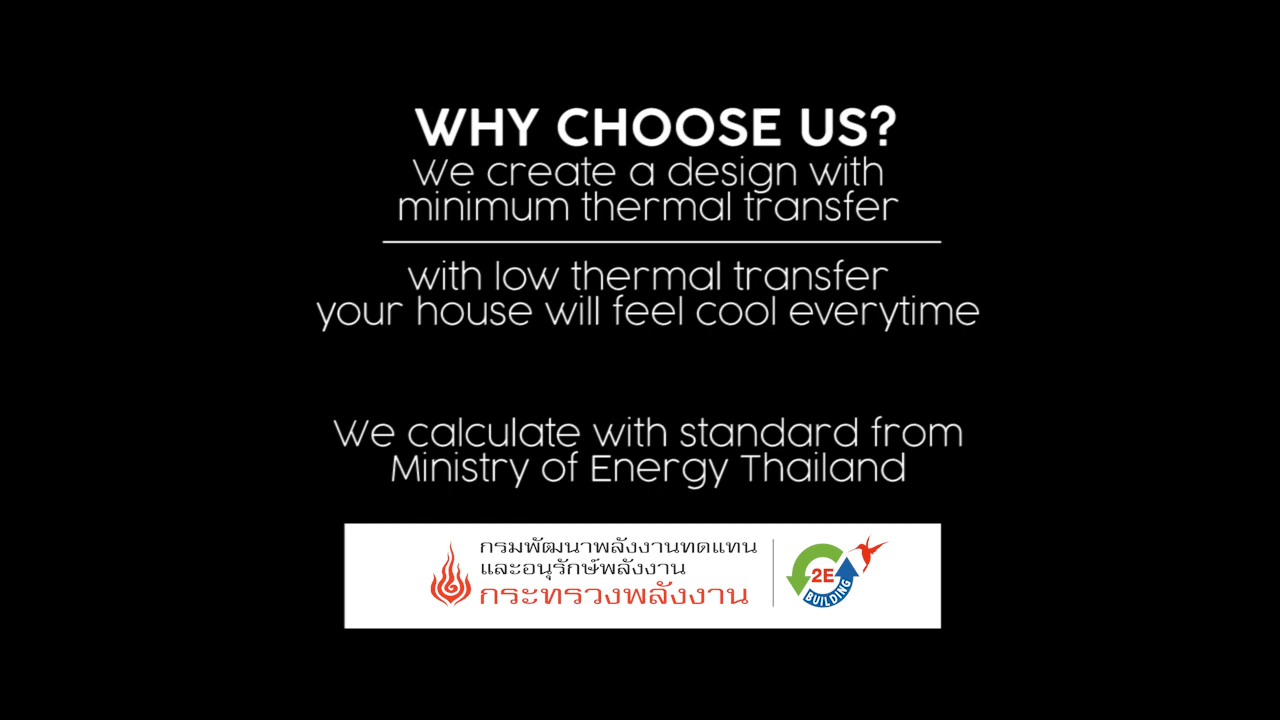 WHY CHOOSE US?
We create a design with
minimum thermal transfer
with low thermal transfer
your house will feel cool everytime
We calculate with standard from
Ministry of Energy Thailand
กรมพัฒนาพลังงานทดแทน
และอนุรักษ์พลังงาน
กระทรวงพลังงาน
2E
BUILDING